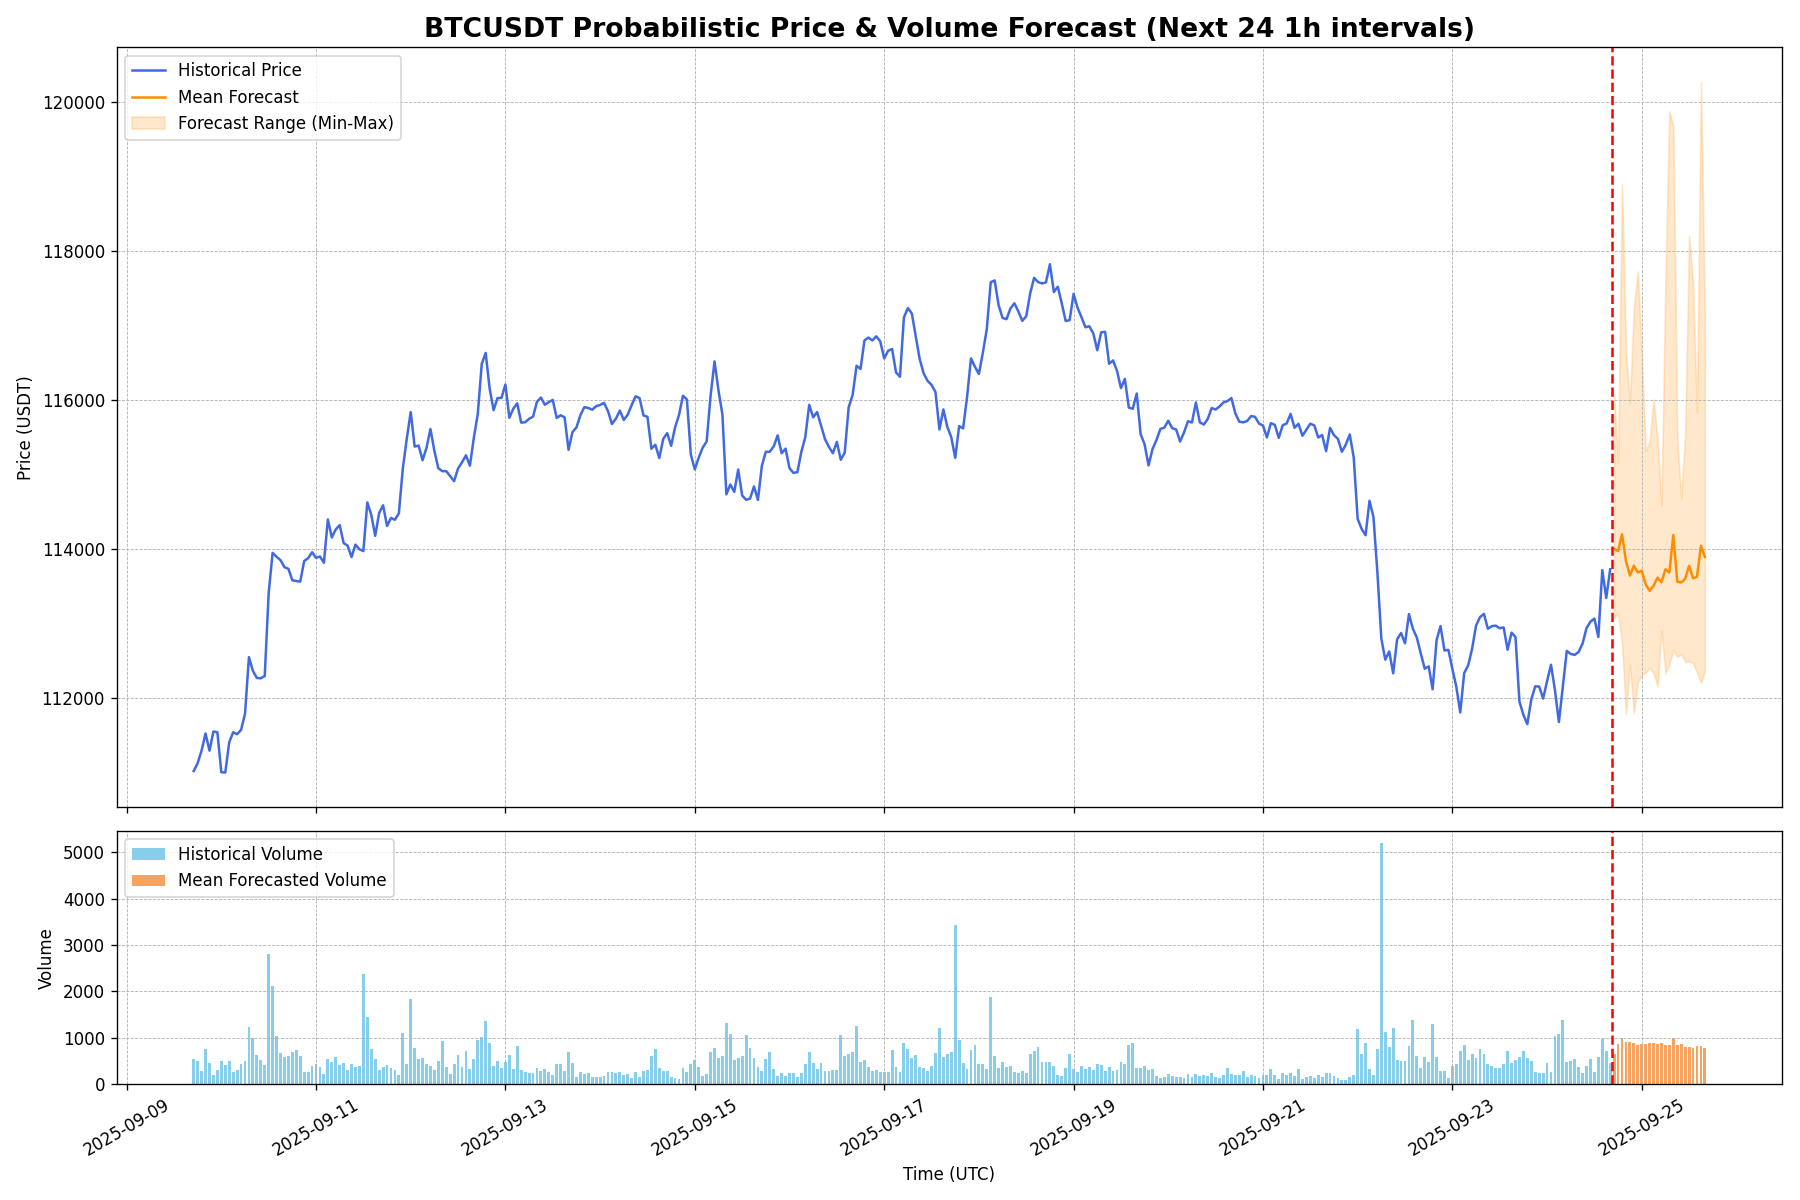 BTCUSDT Probabilistic Price & Volume Forecast (Next 24 1h intervals)
Historical Price
Mean Forecast
Forecast Range (Min-Max)
120000
118000
116000
114000
112000
Price (USDT)
Historical Volume
Mean Forecasted Volume
5000
4000
3000
2000
1000
0
Volume
2025-09-09
2025-09-11
2025-09-13
2025-09-15
2025-09-17
2025-09-19
2025-09-21
2025-09-23
2025-09-25
Time (UTC)